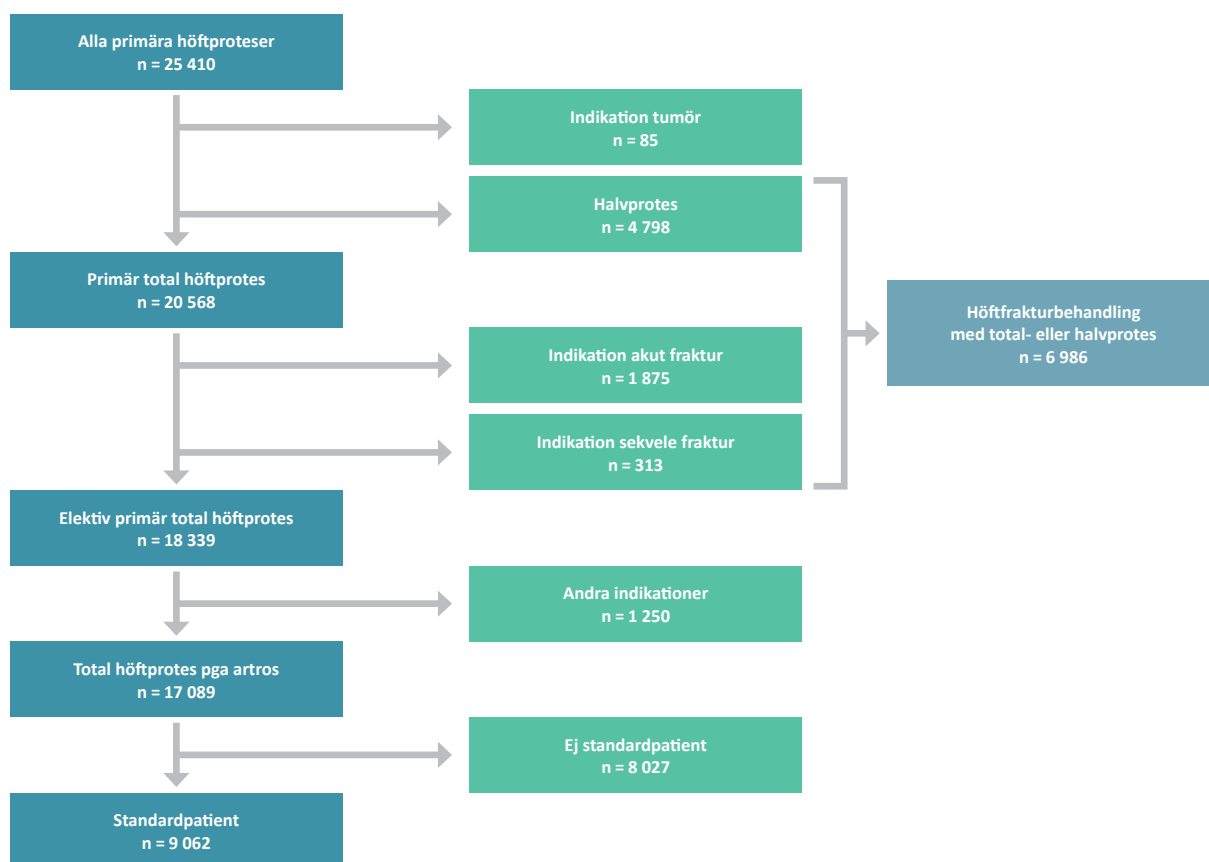 Alla primära höftproteser
n = 25 410
Indikation tumör
n = 85
Halvprotes
n = 4 798
Primär total höftprotes
n = 20 568
Höftfrakturbehandling
med total- eller halvprotes
n = 6 986
Indikation akut fraktur
n = 1 875
Indikation sekvele fraktur
n = 313
Elektiv primär total höftprotes
n = 18 339
Andra indikationer
n = 1 250
Total höftprotes pga artros
n = 17 089
Ej standardpatient
n = 8 027
Standardpatient
n = 9 062